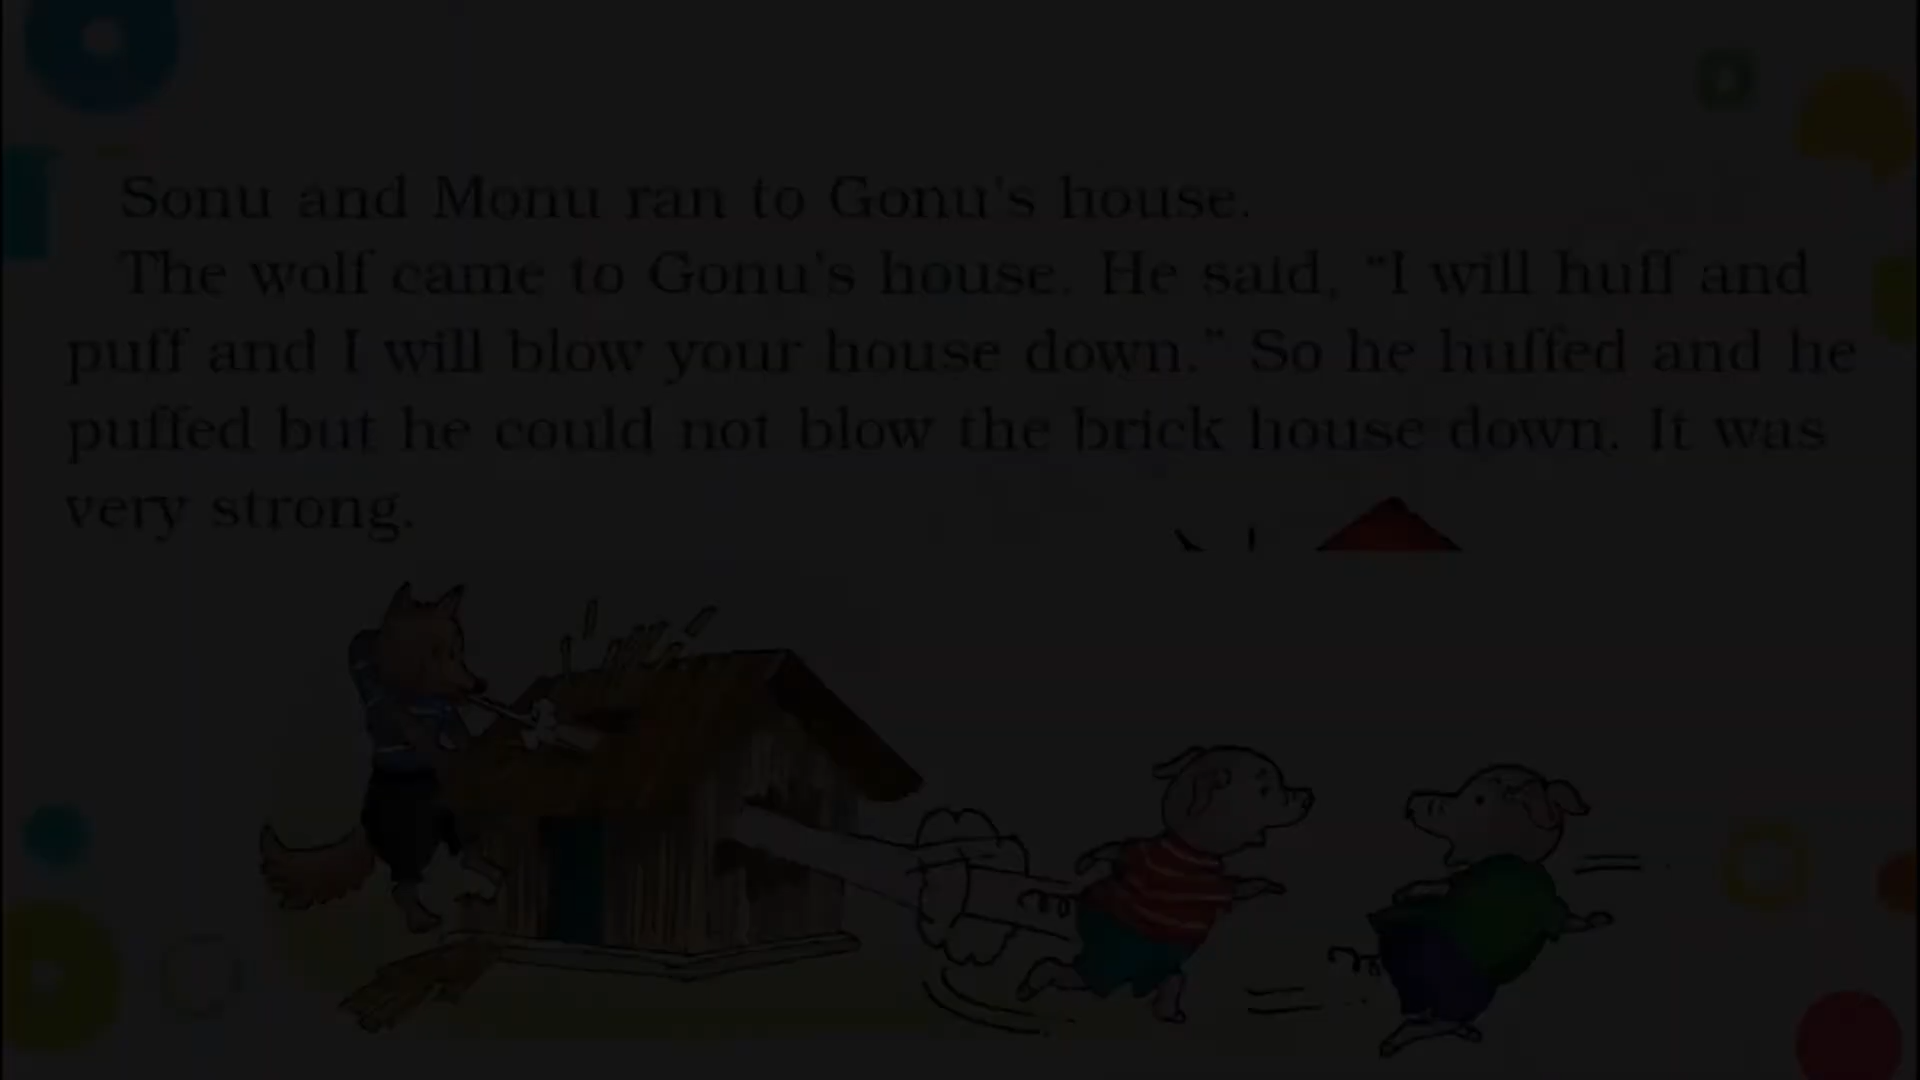 Sonu and Monu ran to Gonu's house.
The wolf came to Gonu's house. He said, “I will huff and
puff and I will blow your house down.” So he huffed and he
puffed but he could not blow the brick house down. It was
very strong.